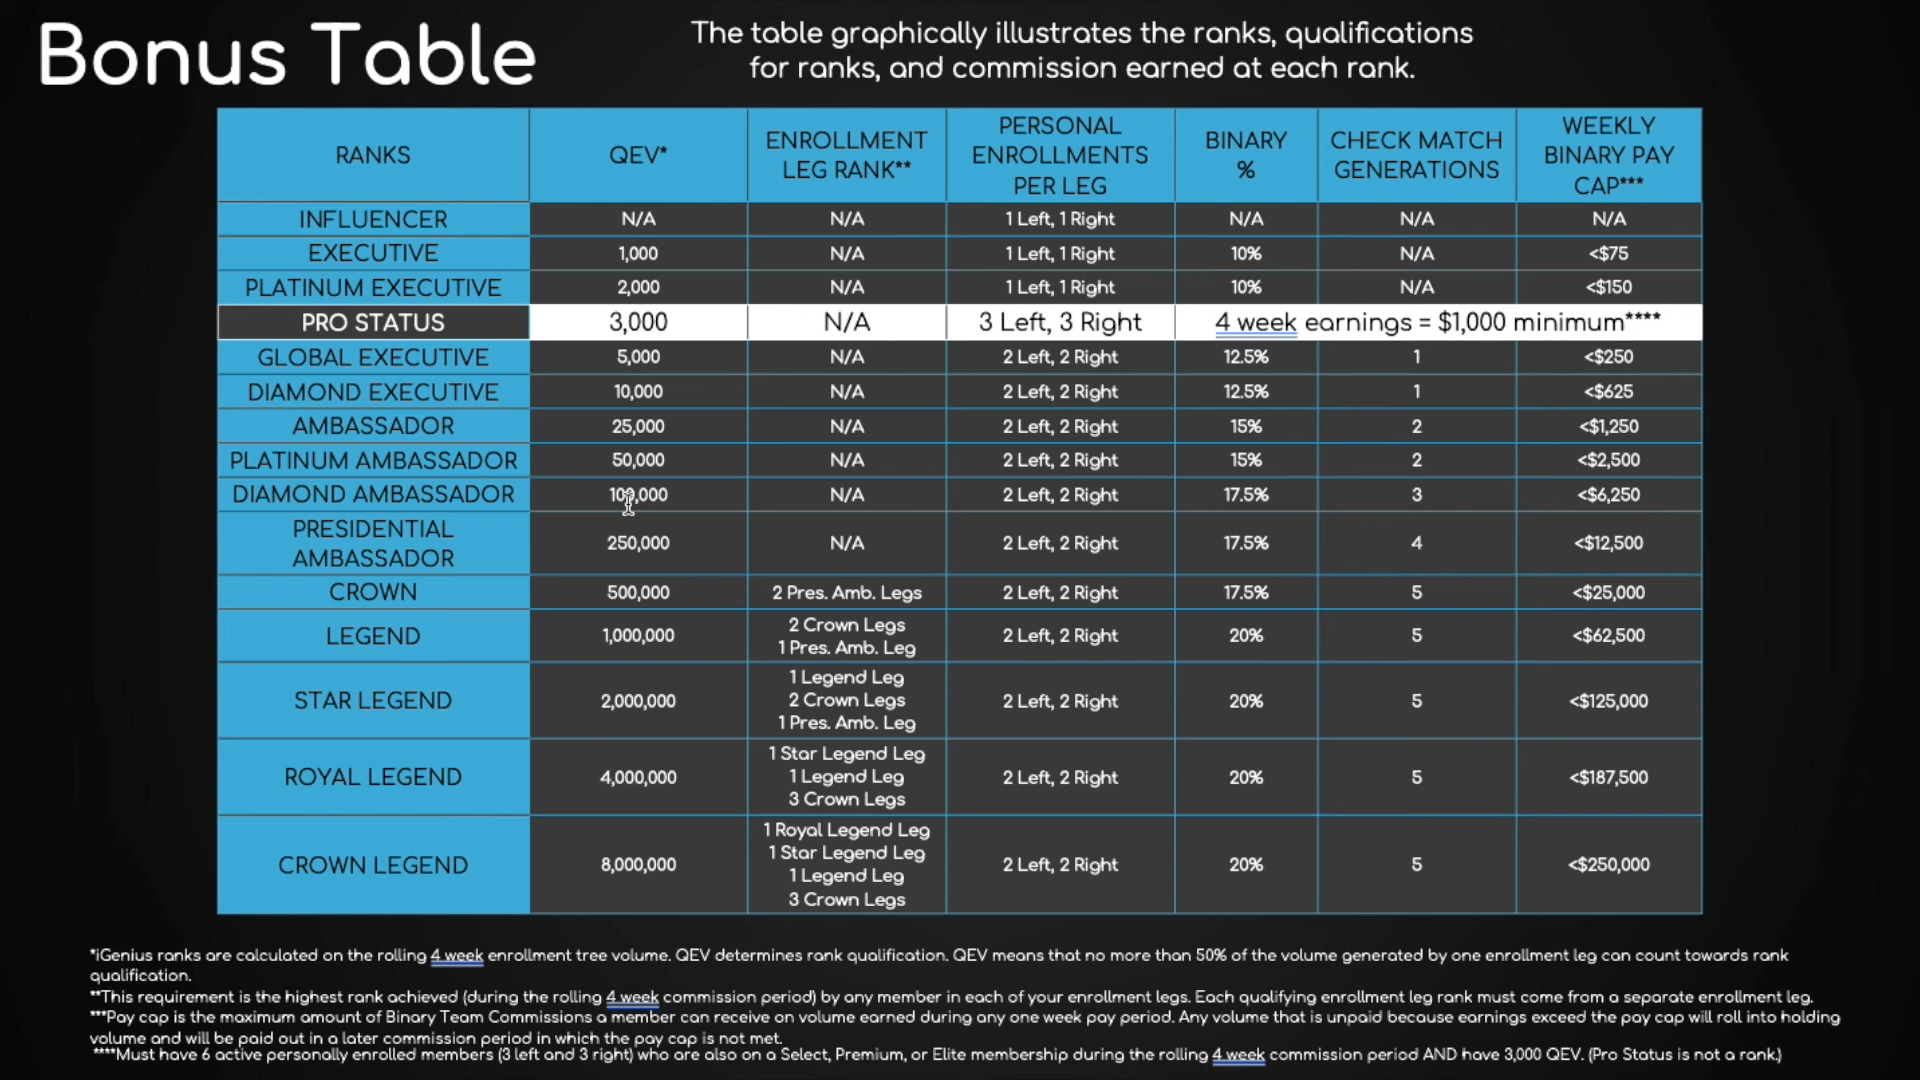 Bonus Table
The table graphically illustrates the ranks, qualifications
for ranks, and commission earned at each rank.
RANKS QEV* ENROLLMENT LEG RANK** PERSONAL ENROLLMENTS PER LEG BINARY % CHECK MATCH GENERATIONS WEEKLY BINARY PAY CAP***
INFLUENCER N/A N/A 1 Left, 1 Right N/A N/A N/A
EXECUTIVE 1,000 N/A 1 Left, 1 Right 10% N/A <$75
PLATINUM EXECUTIVE 2,000 N/A 1 Left, 1 Right 10% N/A <$150
PRO STATUS 3,000 N/A 3 Left, 3 Right 4 week earnings = $1,000 minimum****
GLOBAL EXECUTIVE 5,000 N/A 2 Left, 2 Right 12.5% 1 <$250
DIAMOND EXECUTIVE 10,000 N/A 2 Left, 2 Right 12.5% 1 <$625
AMBASSADOR 25,000 N/A 2 Left, 2 Right 15% 2 <$1,250
PLATINUM AMBASSADOR 50,000 N/A 2 Left, 2 Right 15% 2 <$2,500
DIAMOND AMBASSADOR 100,000 N/A 2 Left, 2 Right 17.5% 3 <$6,250
PRESIDENTIAL AMBASSADOR 250,000 N/A 2 Left, 2 Right 17.5% 4 <$12,500
CROWN 500,000 2 Pres. Amb. Legs 2 Left, 2 Right 17.5% 5 <$25,000
LEGEND 1,000,000 2 Crown Legs 1 Pres. Amb. Leg 2 Left, 2 Right 20% 5 <$62,500
STAR LEGEND 2,000,000 1 Legend Leg 2 Crown Legs 1 Pres. Amb. Leg 2 Left, 2 Right 20% 5 <$125,000
ROYAL LEGEND 4,000,000 1 Star Legend Leg 1 Legend Leg 3 Crown Legs 2 Left, 2 Right 20% 5 <$187,500
CROWN LEGEND 8,000,000 1 Royal Legend Leg 1 Star Legend Leg 1 Legend Leg 3 Crown Legs 2 Left, 2 Right 20% 5 <$250,000
*iGenius ranks are calculated on the rolling 4 week enrollment tree volume. QEV determines rank qualification. QEV means that no more than 50% of the volume generated by one enrollment leg can count towards rank
qualification.
**This requirement is the highest rank achieved (during the rolling 4 week commission period) by any member in each of your enrollment legs. Each qualifying enrollment leg rank must come from a separate enrollment leg.
***Pay cap is the maximum amount of Binary Team Commissions a member can receive on volume earned during any one week pay period. Any volume that is unpaid because earnings exceed the pay cap will roll into holding
volume and will be paid out in a later commission period in which the pay cap is not met.
****Must have 6 active personally enrolled members (3 left and 3 right) who are also on a Select, Premium, or Elite membership during the rolling 4 week commission period AND have 3,000 QEV. (Pro Status is not a rank.)